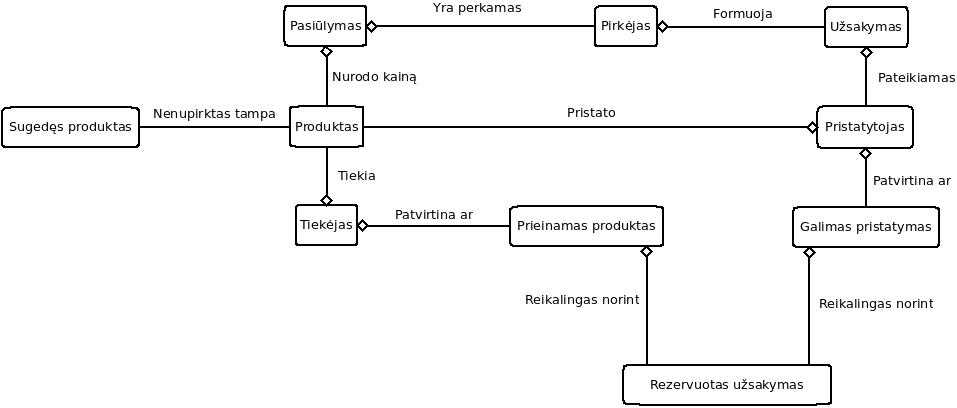 Yra perkamas
Formuoja
Pasiūlymas
Pirkėjas
Užsakymas
Nurodo kainą
Pateikiamas
Nenupirktas tampa
Pristato
Sugedęs produktas
Produktas
Pristatytojas
Tiekia
Patvirtina ar
Patvirtina ar
Tiekėjas
Prieinamas produktas
Galimas pristatymas
Reikalingas norint
Reikalingas norint
Rezervuotas užsakymas